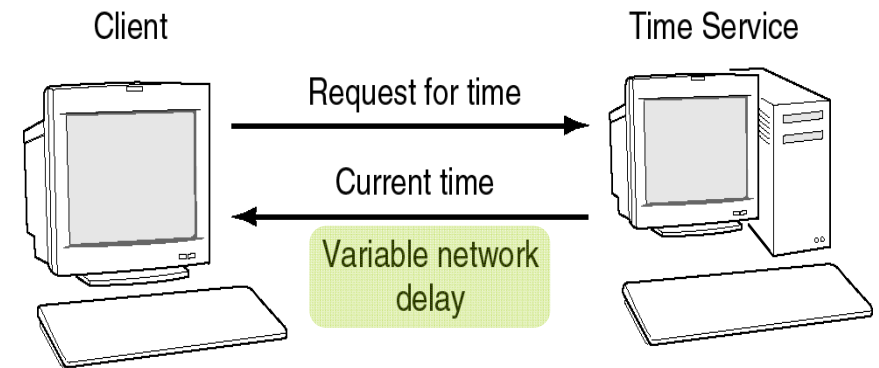 Client
Time Service
Request for time
Current time
Variable network
delay